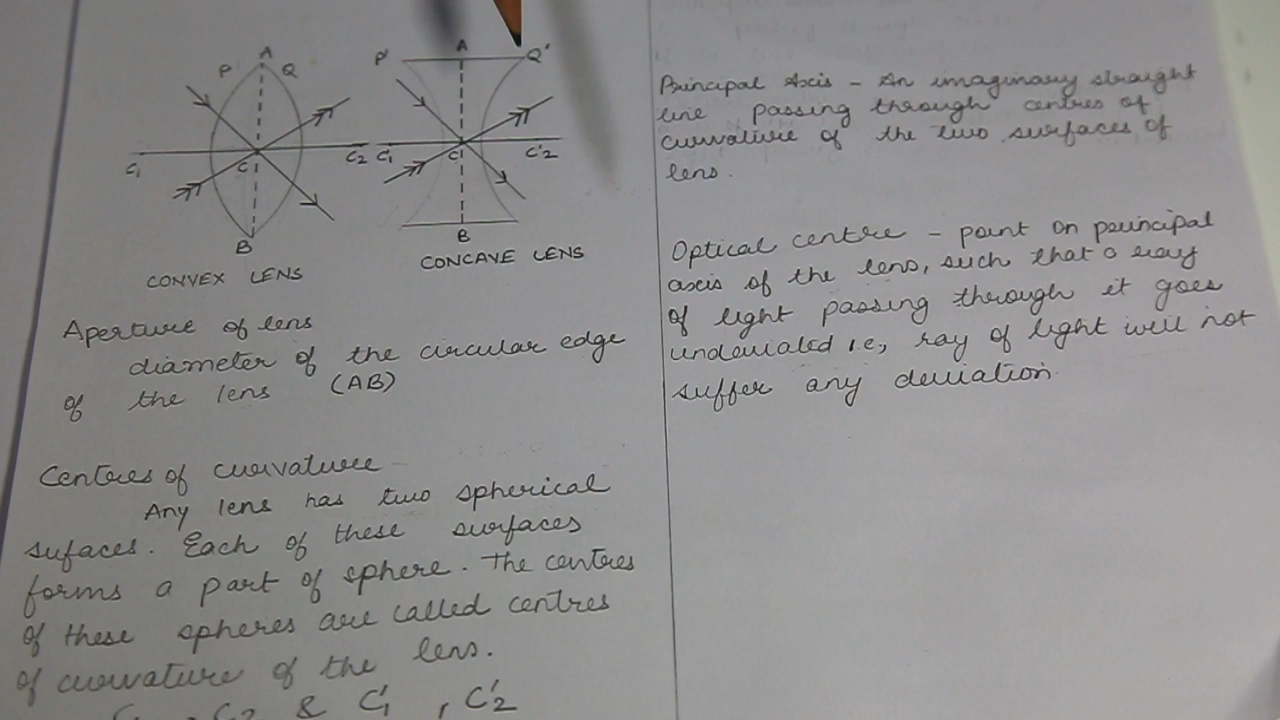 A
P Q
C1 C C2
B
CONVEX LENS
A
P' Q'
C'1 C' C'2
B
CONCAVE LENS
Aperture of lens
diameter of the circular edge
of the lens (AB)
Centres of curvature
Any lens has two spherical
sufaces. Each of these surfaces
forms a part of sphere. The centres
of these spheres are called centres
of curvature of the lens.
C1, C2 & C'1, C'2
Principal Axis - An imaginary straight
line passing through centres of
curvature of the two surfaces of
lens.
Optical centre - point on principal
axis of the lens, such that a ray
of light passing through it goes
undeviated i.e, ray of light will not
suffer any deviation